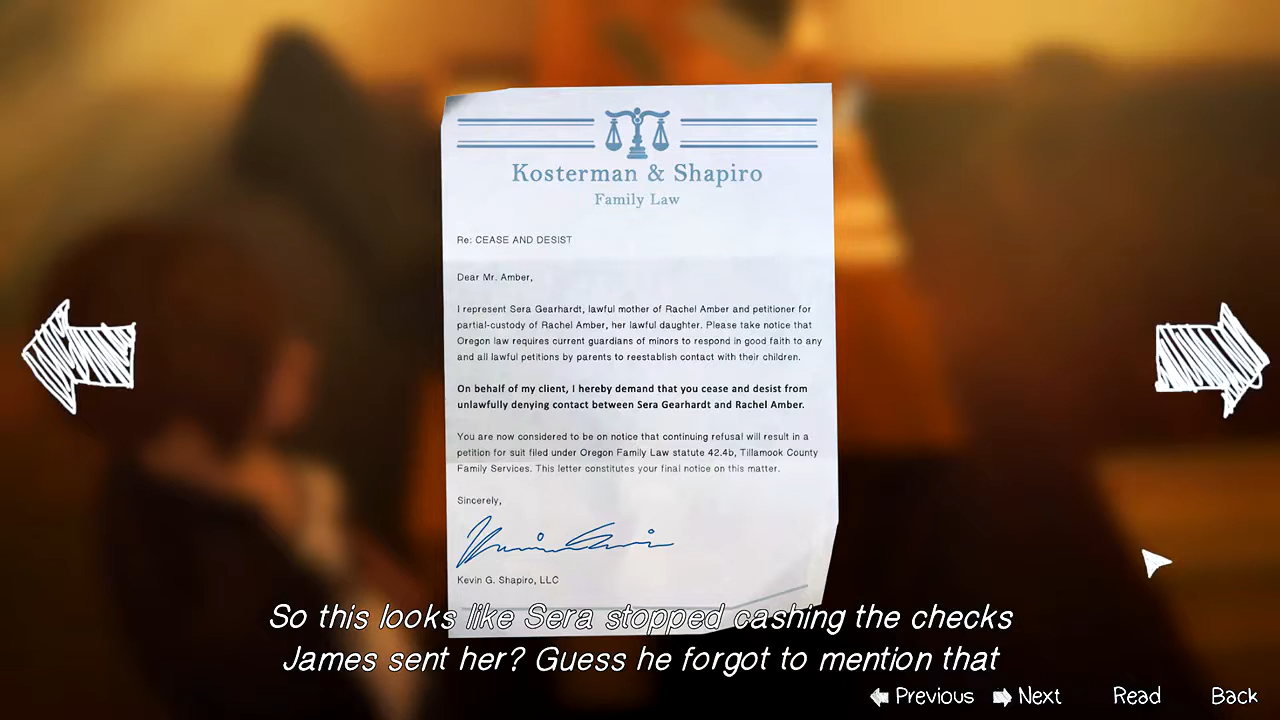 Kosterman & Shapiro
Family Law
Re: CEASE AND DESIST
Dear Mr. Amber,
I represent Sera Gearhardt, lawful mother of Rachel Amber and petitioner for
partial-custody of Rachel Amber, her lawful daughter. Please take notice that
Oregon law requires current guardians of minors to respond in good faith to any
and all lawful petitions by parents to reestablish contact with their children.
On behalf of my client, I hereby demand that you cease and desist from
unlawfully denying contact between Sera Gearhardt and Rachel Amber.
You are now considered to be on notice that continuing refusal will result in a
petition for suit filed under Oregon Family Law statute 42.4b, Tillamook County
Family Services. This letter constitutes your final notice on this matter.
Sincerely,
Kevin G. Shapiro, LLC
So this looks like Sera stopped cashing the checks
James sent her? Guess he forgot to mention that
Previous Next Read Back